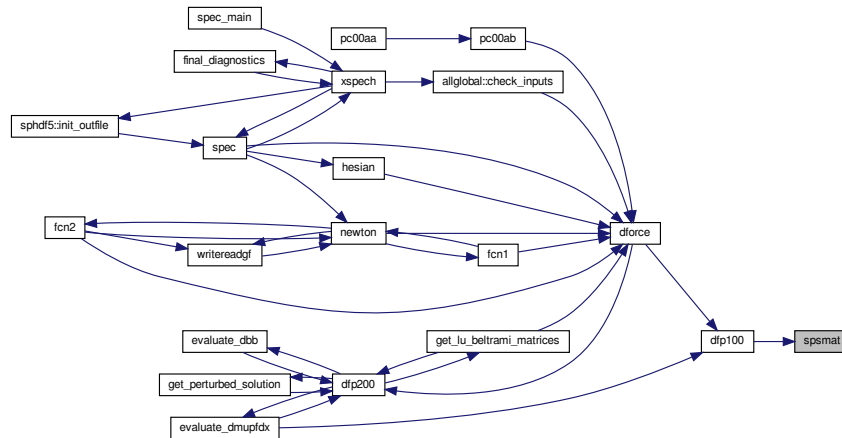 spec_main
pc00aa
pc00ab
final_diagnostics
xspech
allglobal::check_inputs
sphdf5::init_outfile
spec
hesian
fcn2
newton
dforce
writereadgf
fcn1
evaluate_dbb
get_lu_beltrami_matrices
dfp100
spsmat
get_perturbed_solution
dfp200
evaluate_dmupfdx